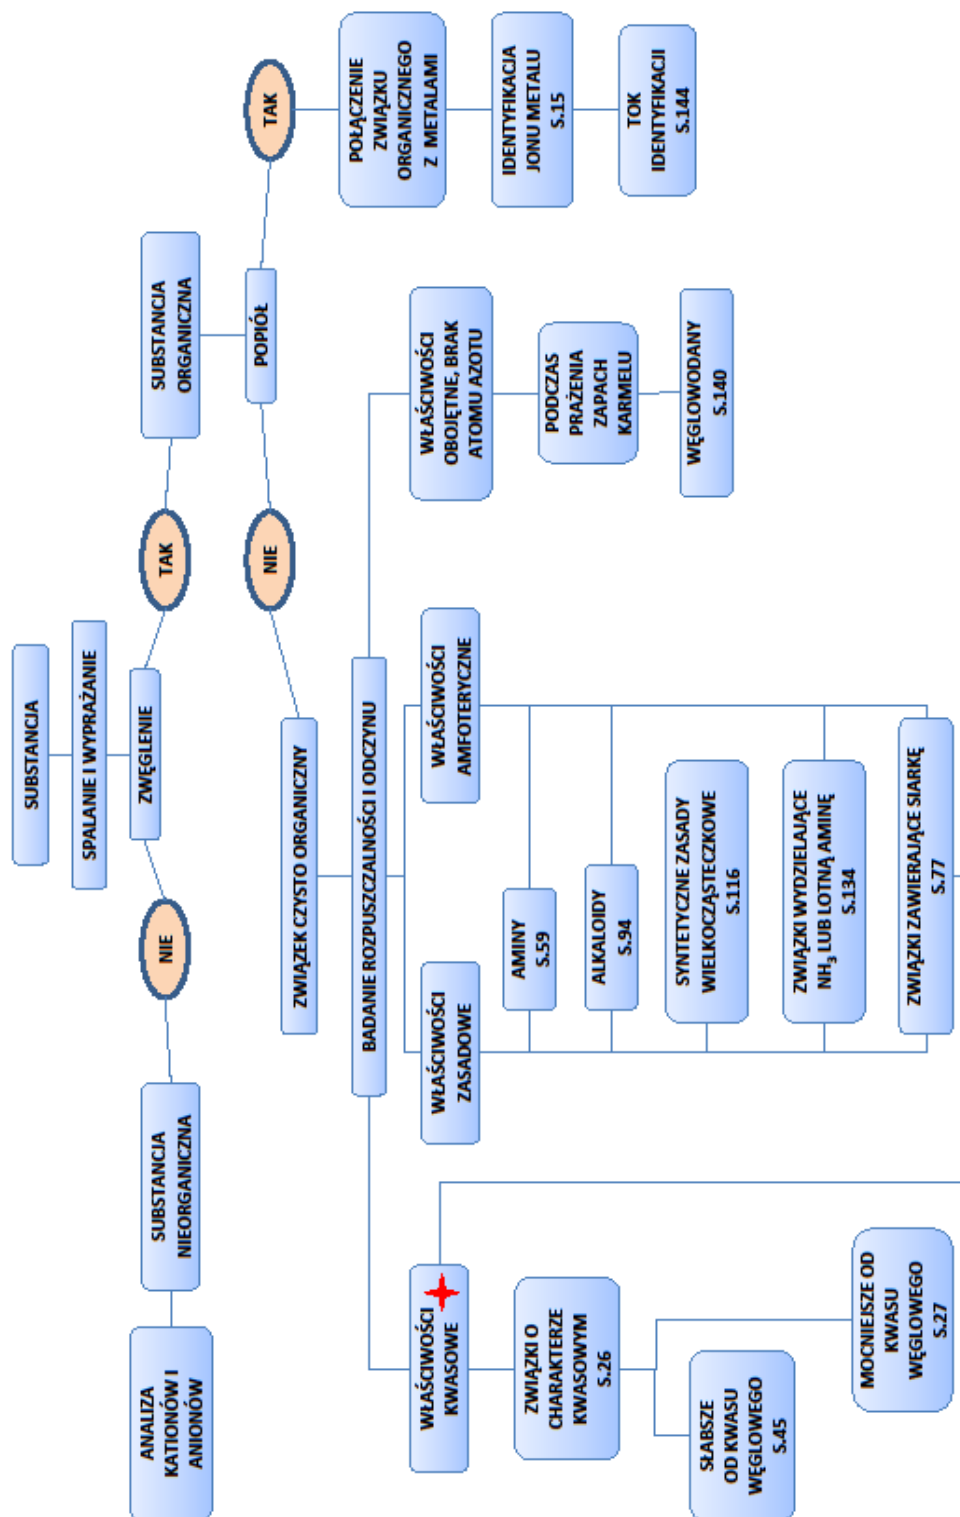 SUBSTANCJA
SPALANIE I WYPRAŻANIE
ZWĘGLENIE
NIE
TAK
ANALIZA
KATIONÓW I
ANIONÓW
SUBSTANCJA
NIEORGANICZNA
SUBSTANCJA
ORGANICZNA
POPIÓŁ
NIE
TAK
ZWIĄZEK CZYSTO ORGANICZNY
POŁĄCZENIE
ZWIĄZKU
ORGANICZNEGO
Z METALAMI
IDENTYFIKACJA
JONU METALU
S.15
TOK
IDENTYFIKACJI
S.144
BADANIE ROZPUSZCZALNOŚCI I ODCZYNU
WŁAŚCIWOŚCI
KWASOWE
WŁAŚCIWOŚCI
ZASADOWE
WŁAŚCIWOŚCI
AMFOTERYCZNE
WŁAŚCIWOŚCI
OBOJĘTNE, BRAK
ATOMU AZOTU
ZWIĄZKI O
CHARAKTERZE
KWASOWYM
S.26
SŁABSZE
OD KWASU
WĘGLOWEGO
S.45
MOCNIEJSZE OD
KWASU
WĘGLOWEGO
S.27
AMINY
S.59
ALKALOIDY
S.94
SYNTETYCZNE ZASADY
WIELKOCZĄSTECZKOWE
S.116
ZWIĄZKI WYDZIELAJĄCE
NH₃ LUB LOTNĄ AMINĘ
S.134
ZWIĄZKI ZAWIERAJĄCE SIARKĘ
S.77
PODCZAS
PRAŻENIA
ZAPACH
KARMELU
WĘGLOWODANY
S.140